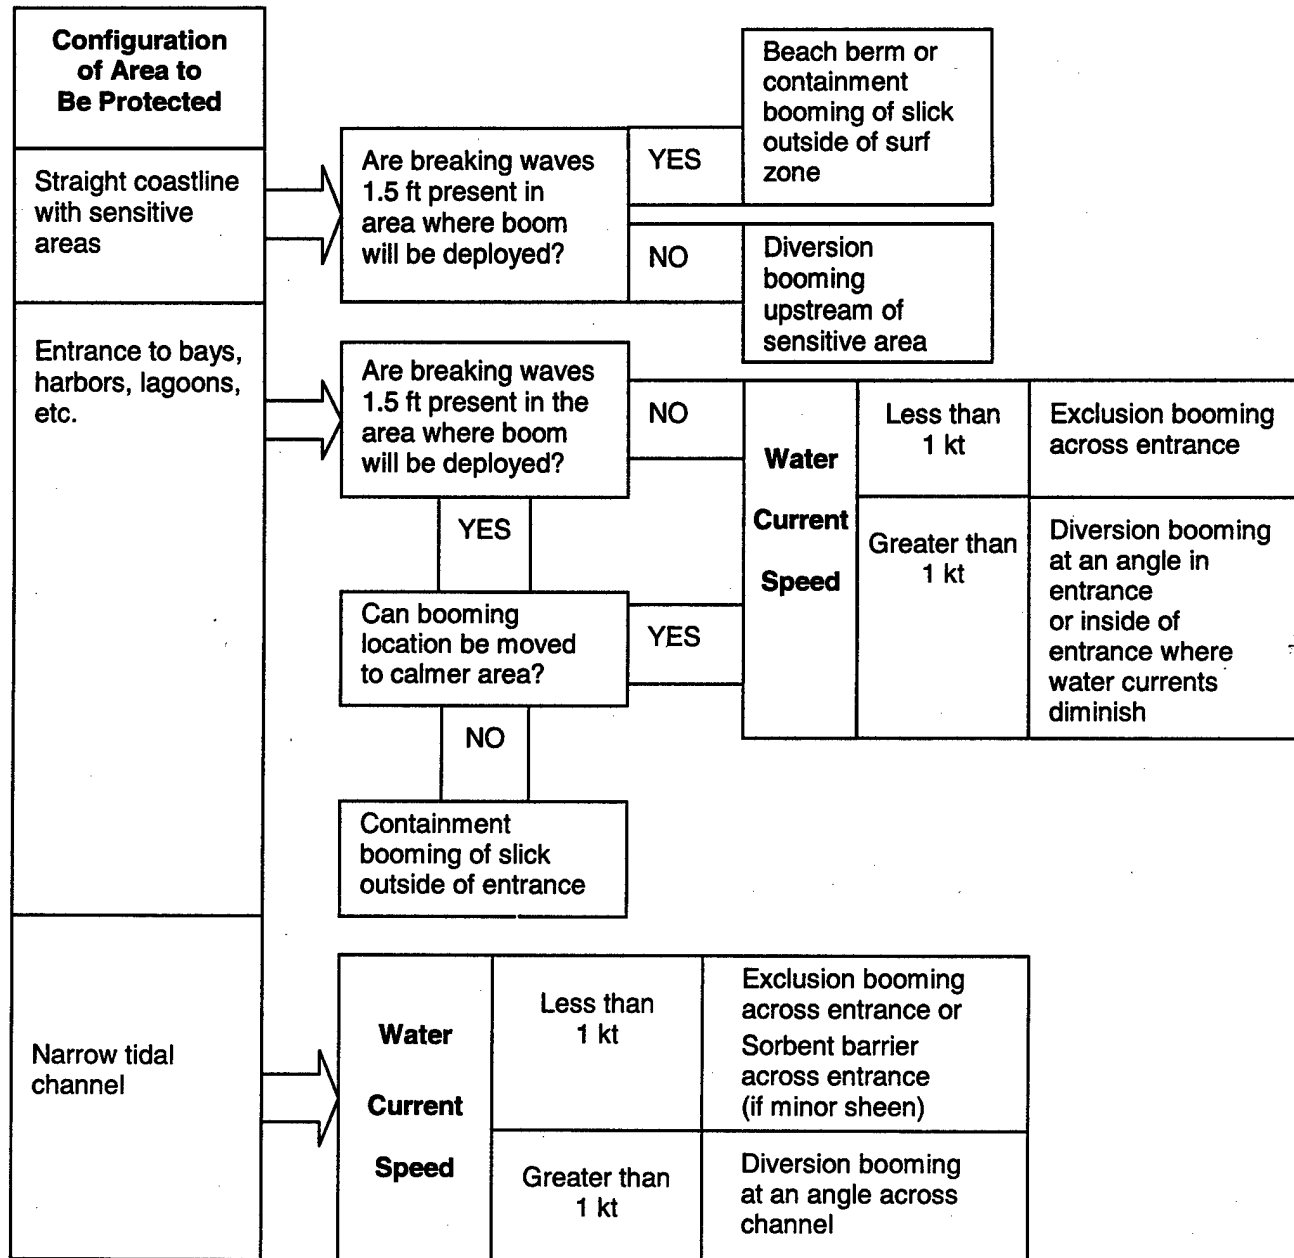 Configuration
of Area to
Be Protected
Straight coastline
with sensitive
areas
Are breaking waves
1.5 ft present in
area where boom
will be deployed?
YES
Beach berm or
containment
booming of slick
outside of surf
zone
NO
Diversion
booming
upstream of
sensitive area
Entrance to bays,
harbors, lagoons,
etc.
Are breaking waves
1.5 ft present in the
area where boom
will be deployed?
NO
YES
Can booming
location be moved
to calmer area?
YES
NO
Containment
booming of slick
outside of entrance
Water
Current
Speed
Less than
1 kt
Exclusion booming
across entrance
Greater than
1 kt
Diversion booming
at an angle in
entrance
or inside of
entrance where
water currents
diminish
Narrow tidal
channel
Water
Current
Speed
Less than
1 kt
Exclusion booming
across entrance or
Sorbent barrier
across entrance
(if minor sheen)
Greater than
1 kt
Diversion booming
at an angle across
channel